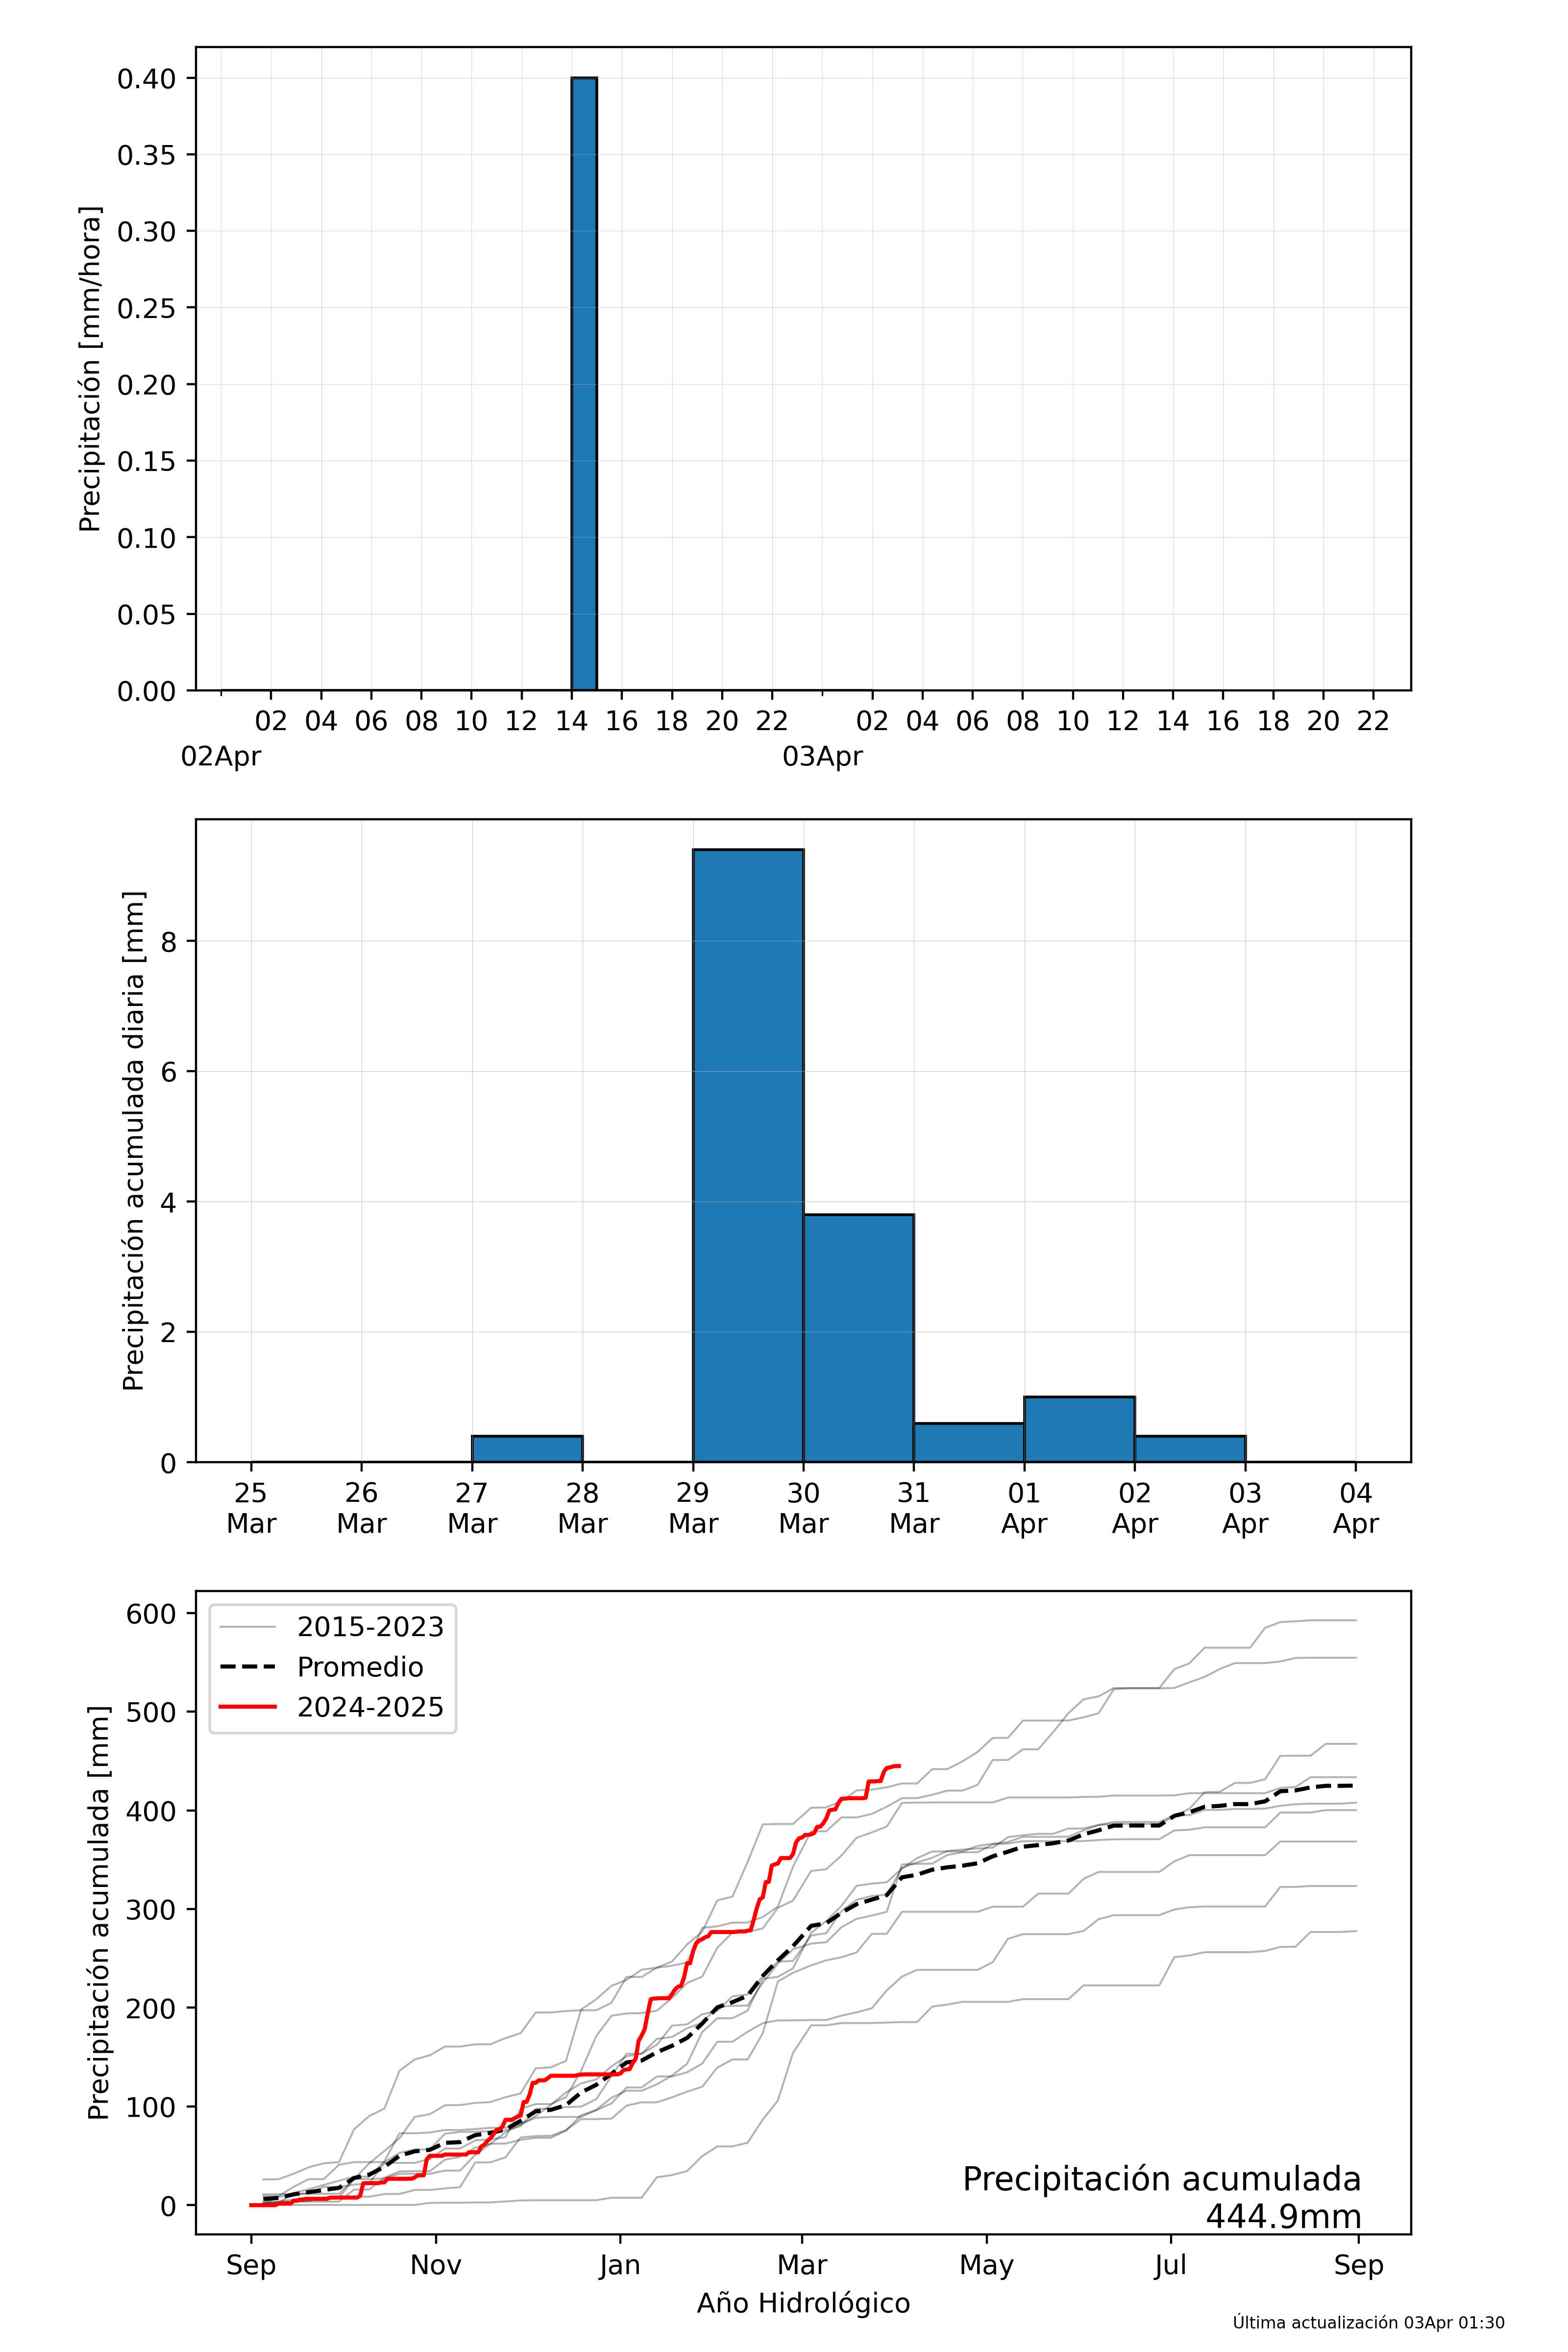 Precipitación [mm/hora]
0.40
0.35
0.30
0.25
0.20
0.15
0.10
0.05
0.00
02 04 06 08 10 12 14 16 18 20 22 02 04 06 08 10 12 14 16 18 20 22
02Apr 03Apr
Precipitación acumulada diaria [mm]
8
6
4
2
0
25 26 27 28 29 30 31 01 02 03 04
Mar Mar Mar Mar Mar Mar Mar Apr Apr Apr Apr
Precipitación acumulada [mm]
600
500
400
300
200
100
0
2015-2023
Promedio
2024-2025
Precipitación acumulada
444.9mm
Sep Nov Jan Mar May Jul Sep
Año Hidrológico
Última actualización 03Apr 01:30